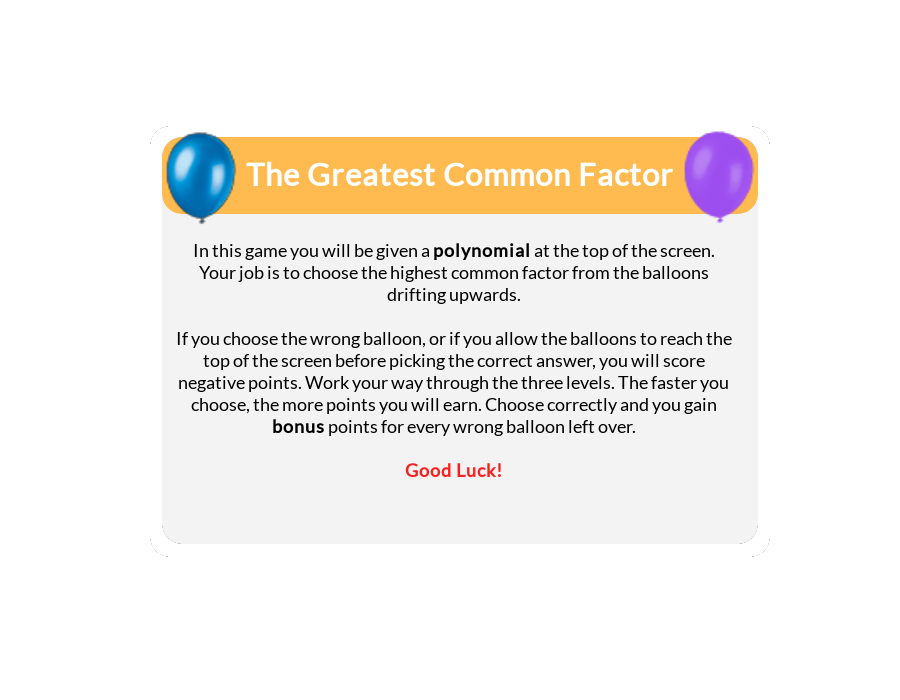 The Greatest Common Factor
In this game you will be given a polynomial at the top of the screen.
Your job is to choose the highest common factor from the balloons
drifting upwards.
If you choose the wrong balloon, or if you allow the balloons to reach the
top of the screen before picking the correct answer, you will score
negative points. Work your way through the three levels. The faster you
choose, the more points you will earn. Choose correctly and you gain
bonus points for every wrong balloon left over.
Good Luck!